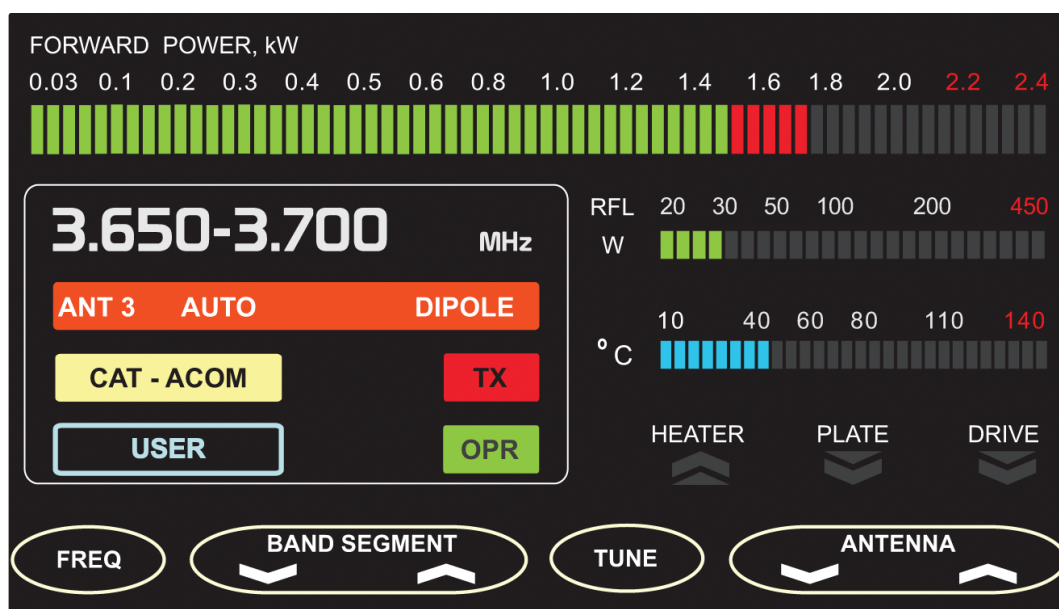 FORWARD POWER, kW
0.03 0.1 0.2 0.3 0.4 0.5 0.6 0.8 1.0 1.2 1.4 1.6 1.8 2.0 2.2 2.4
3.650-3.700 MHz
ANT 3 AUTO DIPOLE
CAT - ACOM TX
USER OPR
RFL 20 30 50 100 200 450
W
10 40 60 80 110 140
°C
HEATER PLATE DRIVE
FREQ BAND SEGMENT TUNE ANTENNA